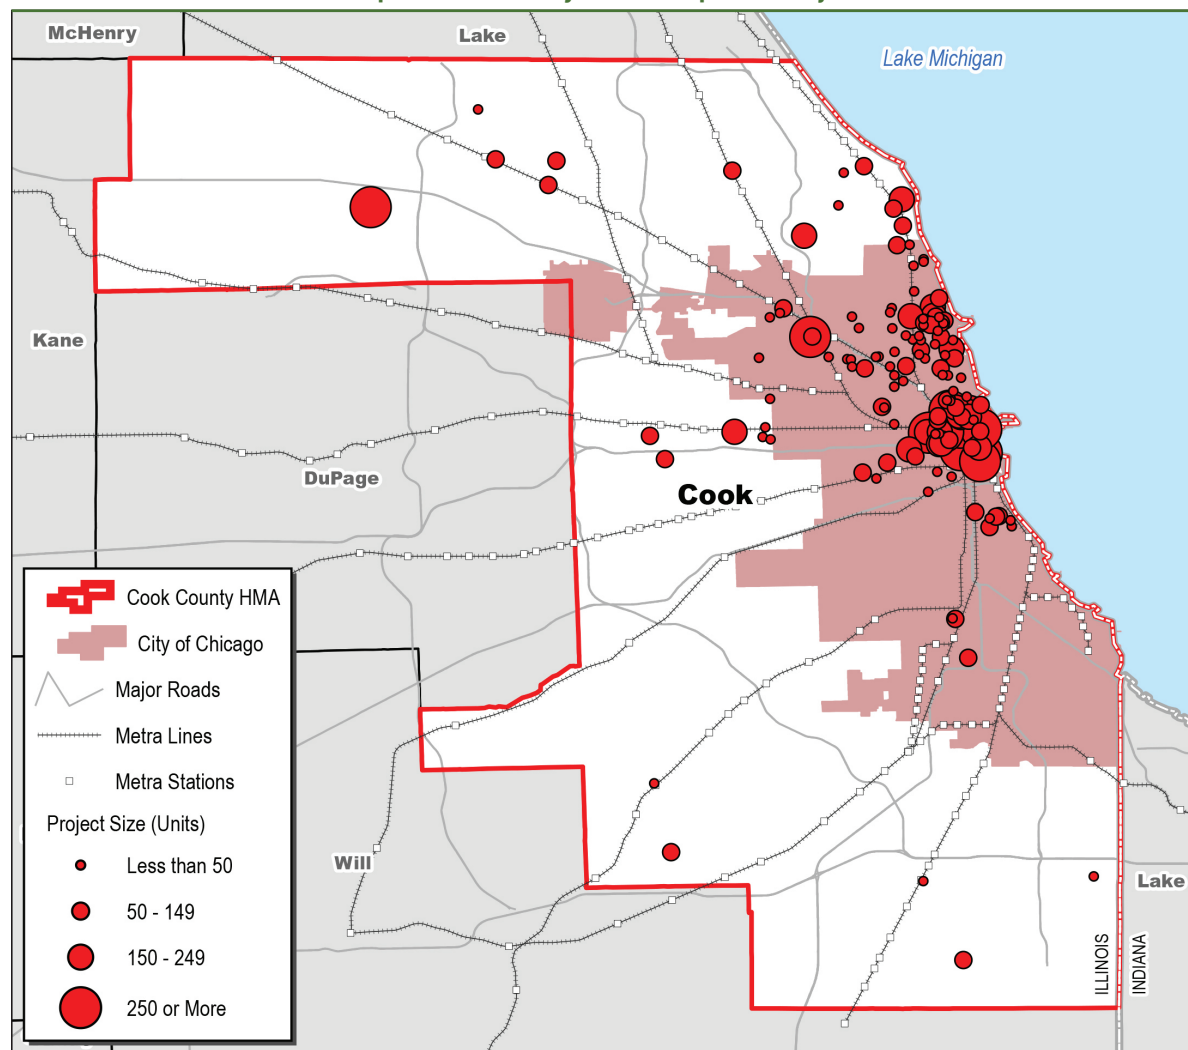 McHenry
Lake
Lake Michigan
Kane
DuPage
Cook
Cook County HMA
City of Chicago
Major Roads
Metra Lines
Metra Stations
Project Size (Units)
Less than 50
50 - 149
150 - 249
250 or More
Will
Lake
ILLINOIS
INDIANA